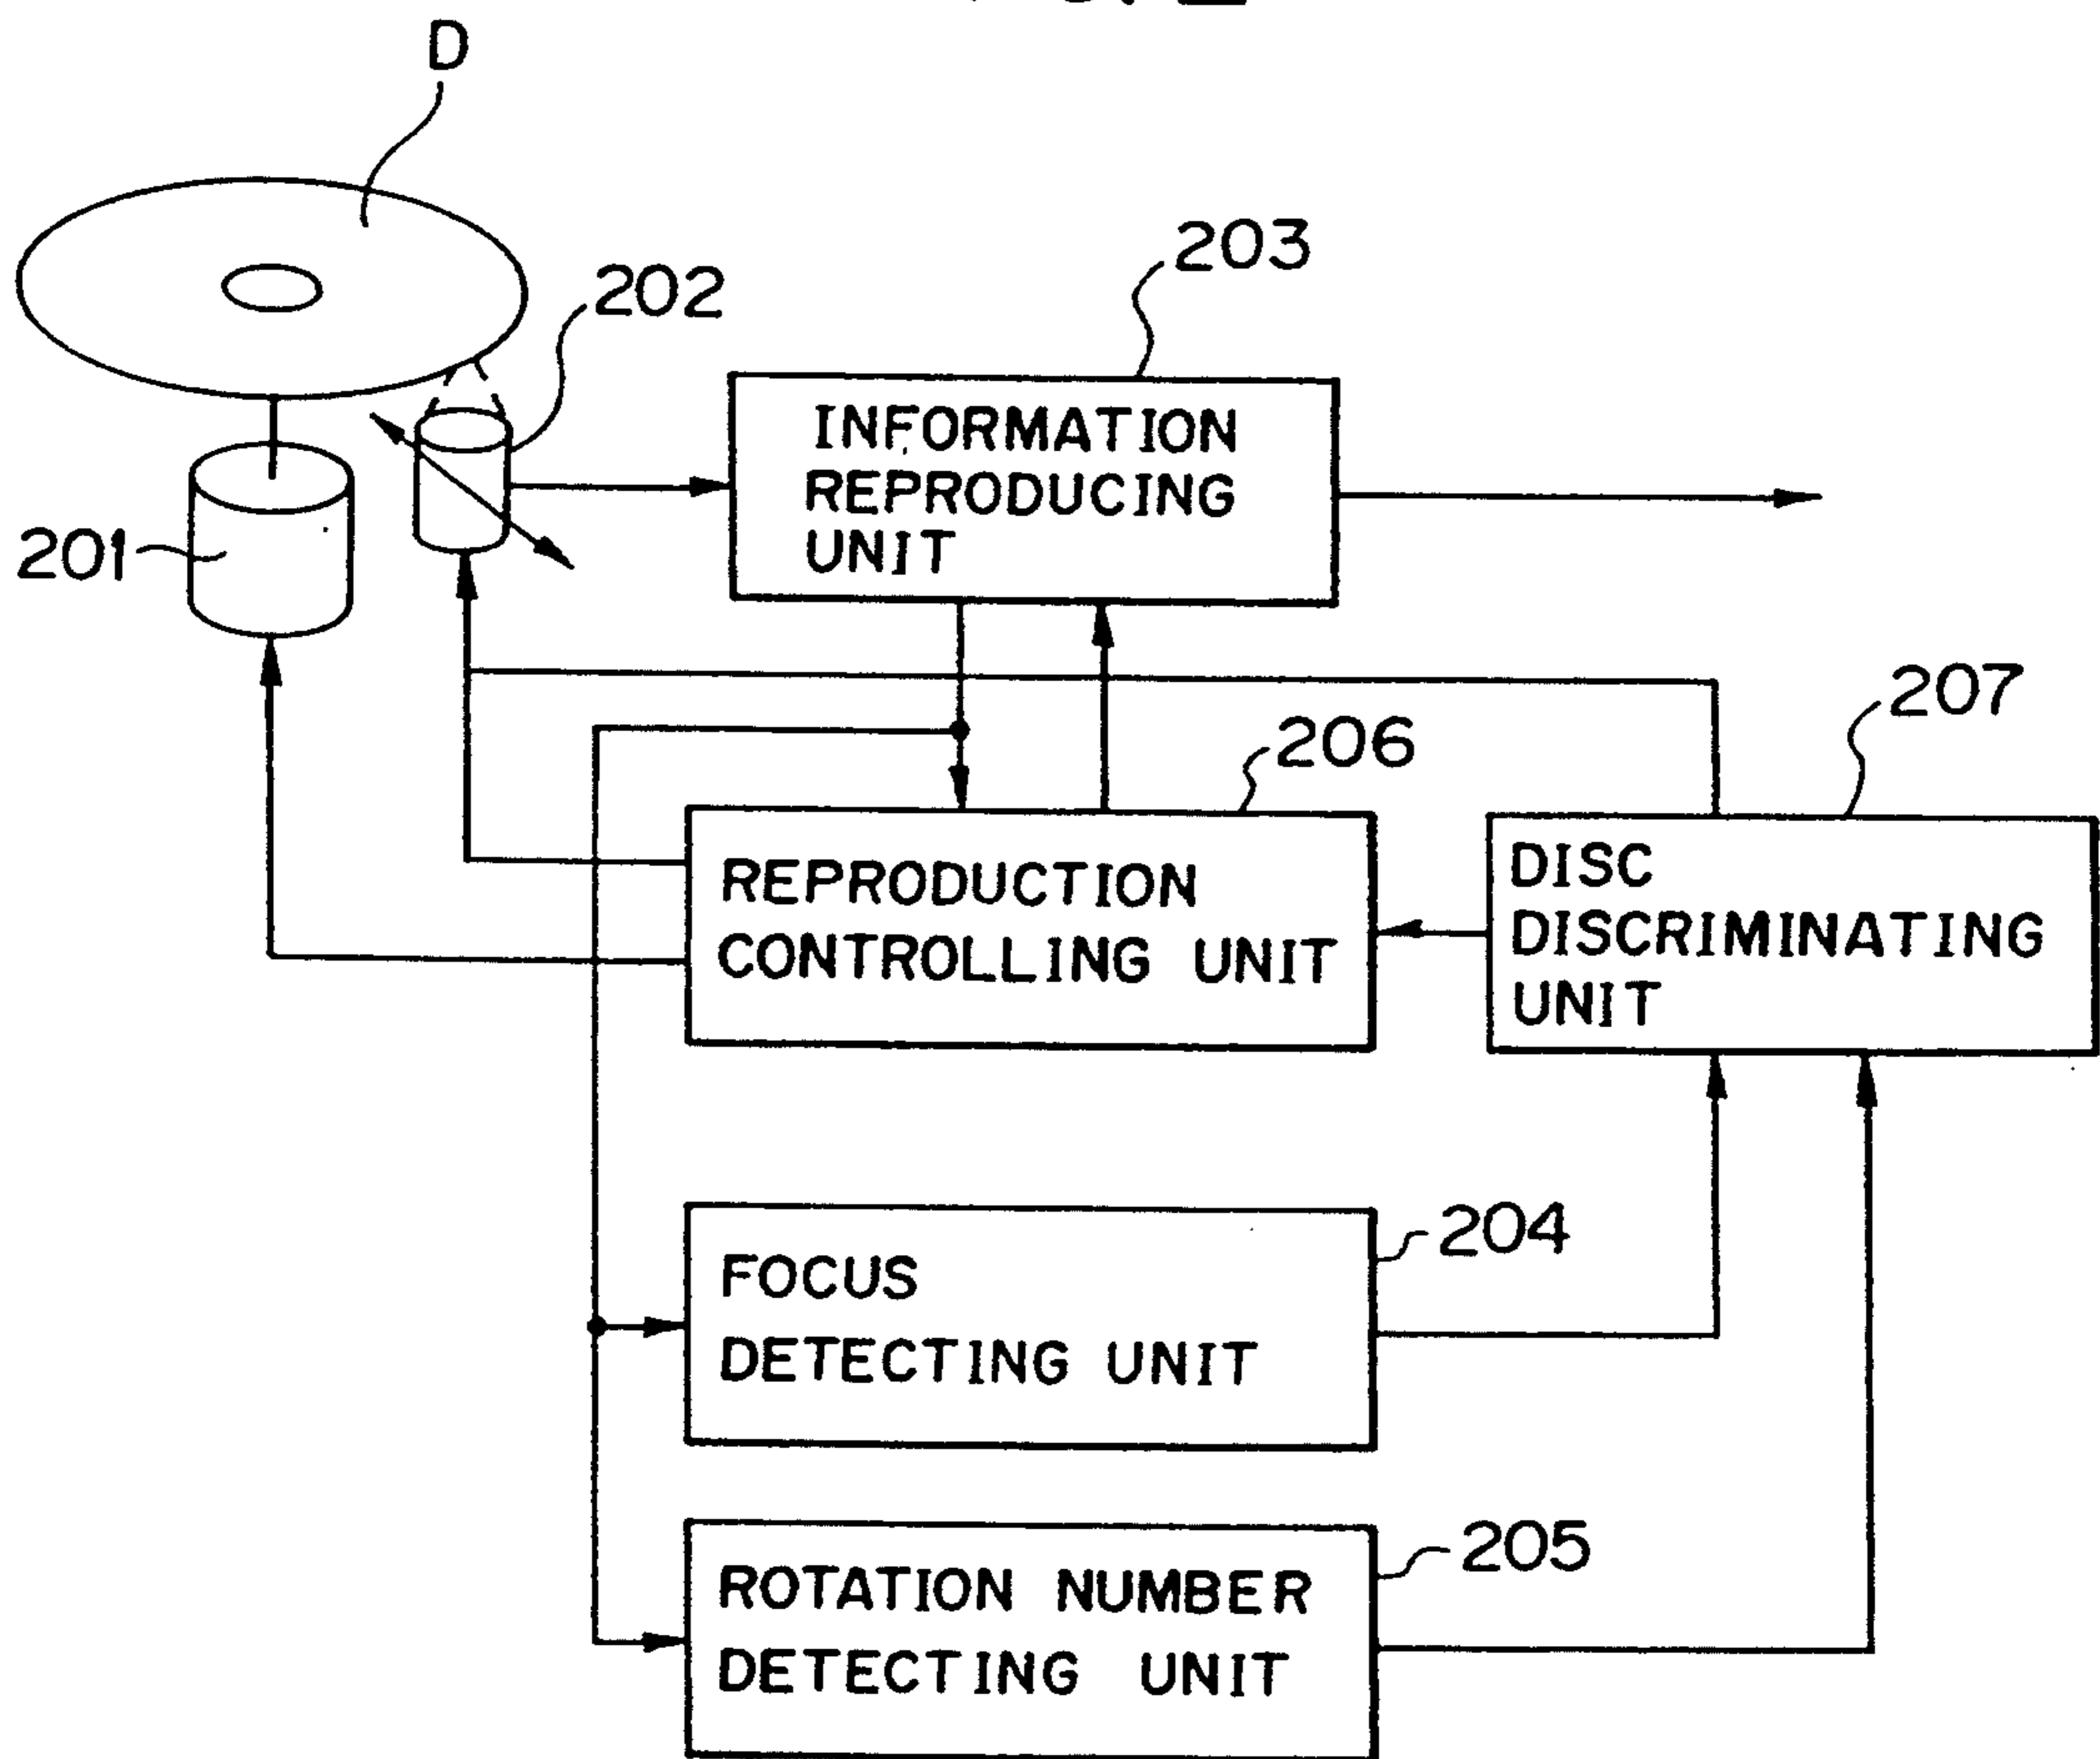 D
203
202
INFORMATION
REPRODUCING
UNIT
201
207
206
REPRODUCTION
CONTROLLING UNIT
DISC
DISCRIMINATING
UNIT
204
FOCUS
DETECTING UNIT
205
ROTATION NUMBER
DETECTING UNIT